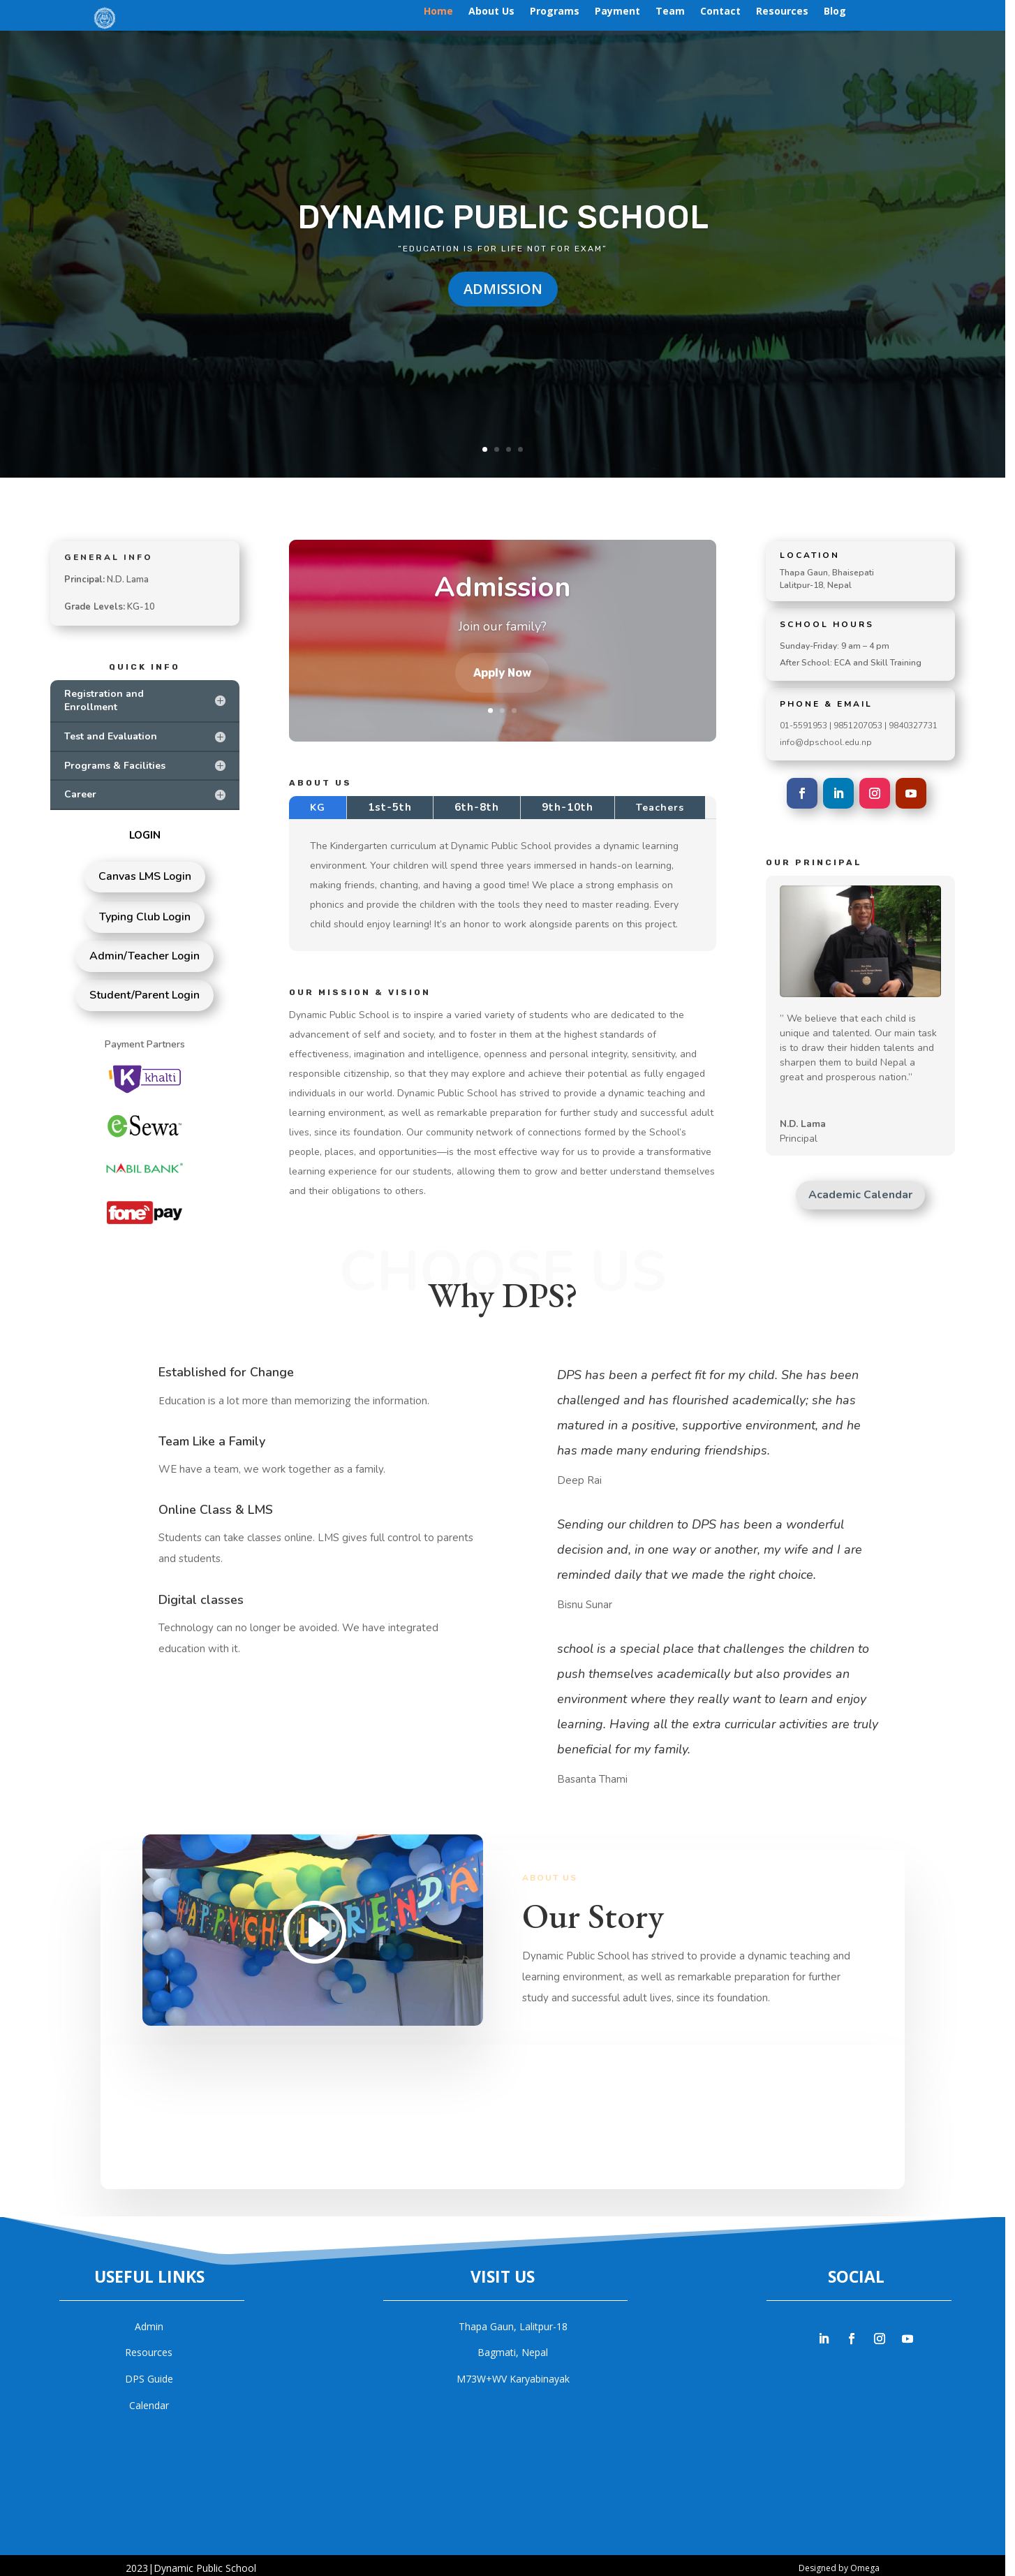 Home About Us Programs Payment Team Contact Resources Blog
DYNAMIC PUBLIC SCHOOL
"EDUCATION IS FOR LIFE NOT FOR EXAM"
ADMISSION
GENERAL INFO
Principal: N.D. Lama
Grade Levels: KG-10
QUICK INFO
Registration and
Enrollment
Test and Evaluation
Programs & Facilities
Career
LOGIN
Canvas LMS Login
Typing Club Login
Admin/Teacher Login
Student/Parent Login
Payment Partners
khalti
eSewa
NABIL BANK
fonepay
Admission
Join our family?
Apply Now
ABOUT US
KG 1st-5th 6th-8th 9th-10th Teachers
The Kindergarten curriculum at Dynamic Public School provides a dynamic learning
environment. Your children will spend three years immersed in hands-on learning,
making friends, chanting, and having a good time! We place a strong emphasis on
phonics and provide the children with the tools they need to master reading. Every
child should enjoy learning! It's an honor to work alongside parents on this project.
OUR MISSION & VISION
Dynamic Public School is to inspire a varied variety of students who are dedicated to the
advancement of self and society, and to foster in them at the highest standards of
effectiveness, imagination and intelligence, openness and personal integrity, sensitivity, and
responsible citizenship, so that they may explore and achieve their potential as fully engaged
individuals in our world. Dynamic Public School has strived to provide a dynamic teaching and
learning environment, as well as remarkable preparation for further study and successful adult
lives, since its foundation. Our community network of connections formed by the School's
people, places, and opportunities—is the most effective way for us to provide a transformative
learning experience for our students, allowing them to grow and better understand themselves
and their obligations to others.
LOCATION
Thapa Gaun, Bhaisepati
Lalitpur-18, Nepal
SCHOOL HOURS
Sunday-Friday: 9 am – 4 pm
After School: ECA and Skill Training
PHONE & EMAIL
01-5591953 | 9851207053 | 9840327731
info@dpschool.edu.np
OUR PRINCIPAL
" We believe that each child is
unique and talented. Our main task
is to draw their hidden talents and
sharpen them to build Nepal a
great and prosperous nation."
N.D. Lama
Principal
Academic Calendar
CHOOSE US
Why DPS?
Established for Change
Education is a lot more than memorizing the information.
Team Like a Family
WE have a team, we work together as a family.
Online Class & LMS
Students can take classes online. LMS gives full control to parents
and students.
Digital classes
Technology can no longer be avoided. We have integrated
education with it.
DPS has been a perfect fit for my child. She has been
challenged and has flourished academically; she has
matured in a positive, supportive environment, and he
has made many enduring friendships.
Deep Rai
Sending our children to DPS has been a wonderful
decision and, in one way or another, my wife and I are
reminded daily that we made the right choice.
Bisnu Sunar
school is a special place that challenges the children to
push themselves academically but also provides an
environment where they really want to learn and enjoy
learning. Having all the extra curricular activities are truly
beneficial for my family.
Basanta Thami
HAPPY CHILDREN DA
ABOUT US
Our Story
Dynamic Public School has strived to provide a dynamic teaching and
learning environment, as well as remarkable preparation for further
study and successful adult lives, since its foundation.
USEFUL LINKS
Admin
Resources
DPS Guide
Calendar
VISIT US
Thapa Gaun, Lalitpur-18
Bagmati, Nepal
M73W+WV Karyabinayak
SOCIAL
2023|Dynamic Public School
Designed by Omega